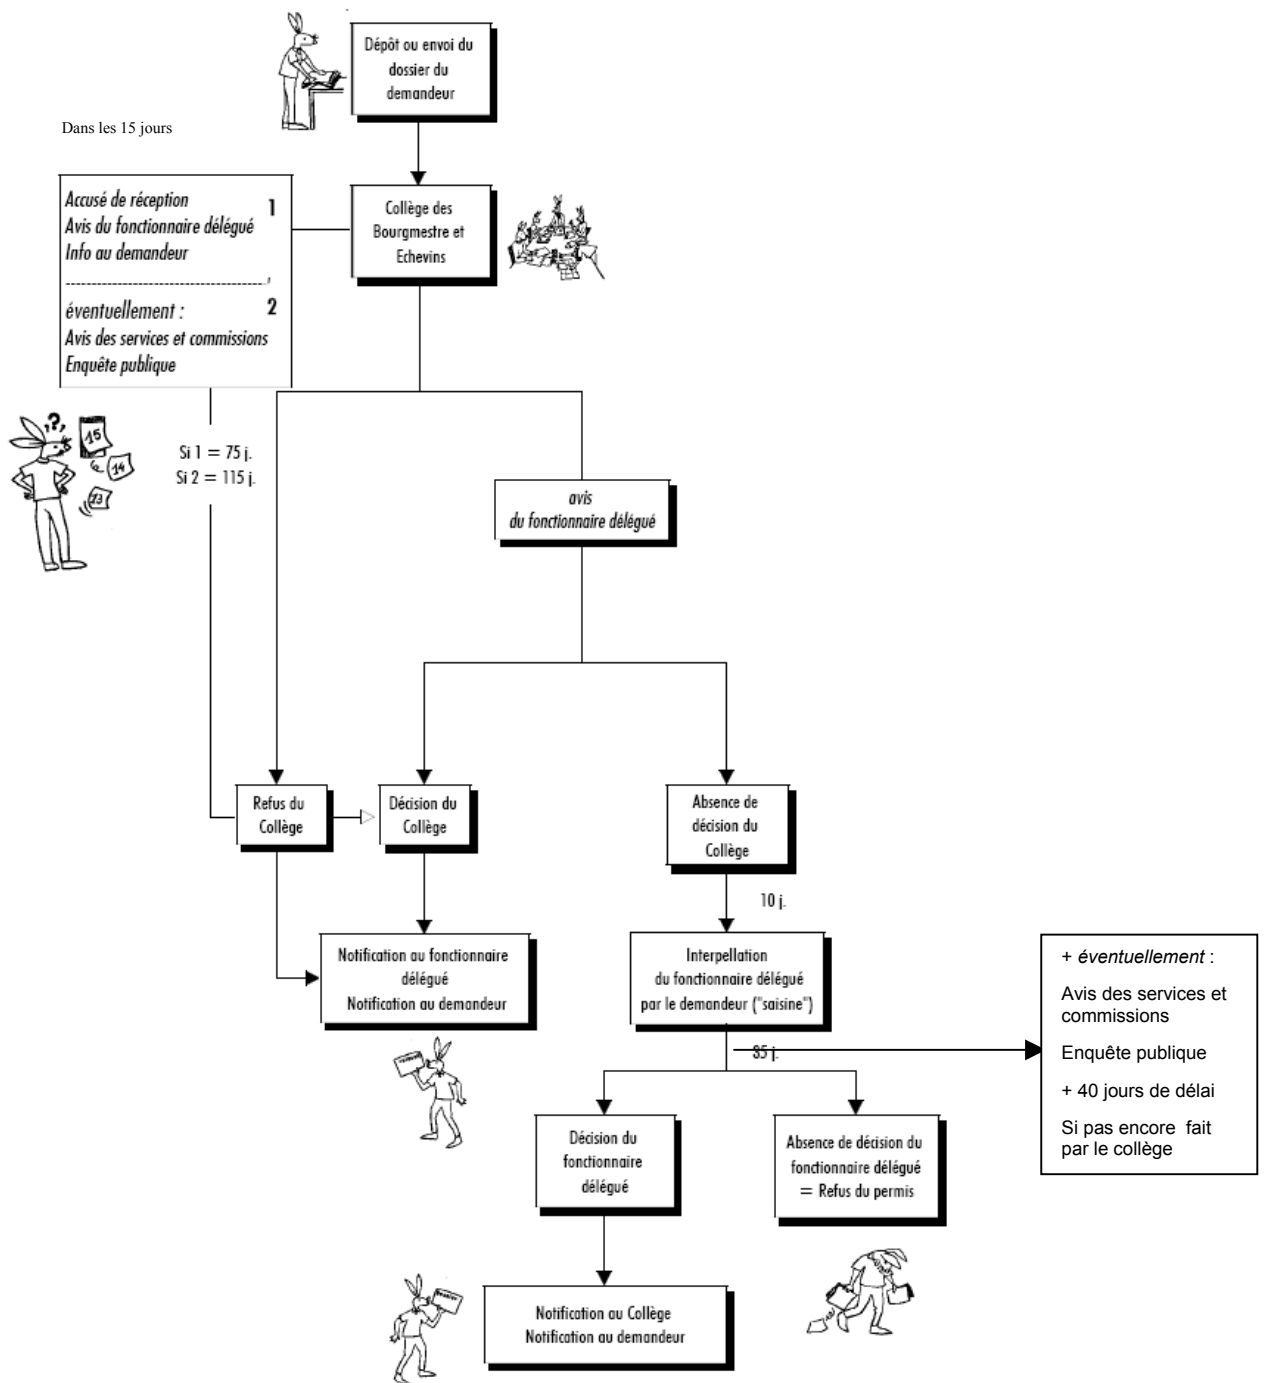 Dépôt ou envoi du
dossier du
demandeur
Dans les 15 jours
Accusé de réception 1
Avis du fonctionnaire délégué
Info au demandeur
éventuellement : 2
Avis des services et commissions
Enquête publique
Collège des
Bourgmestre et
Echevins
?
15
14
13
Si 1 = 75 j.
Si 2 = 115 j.
avis
du fonctionnaire délégué
Refus du
Collège
Décision du
Collège
Absence de
décision du
Collège
10 j.
Notification au fonctionnaire
délégué
Notification au demandeur
Interpellation
du fonctionnaire délégué
par le demandeur ("saisine")
35 j.
+ éventuellement :
Avis des services et
commissions
Enquête publique
+ 40 jours de délai
Si pas encore fait
par le collège
Décision du
fonctionnaire
délégué
Absence de décision du
fonctionnaire délégué
= Refus du permis
Notification au Collège
Notification au demandeur